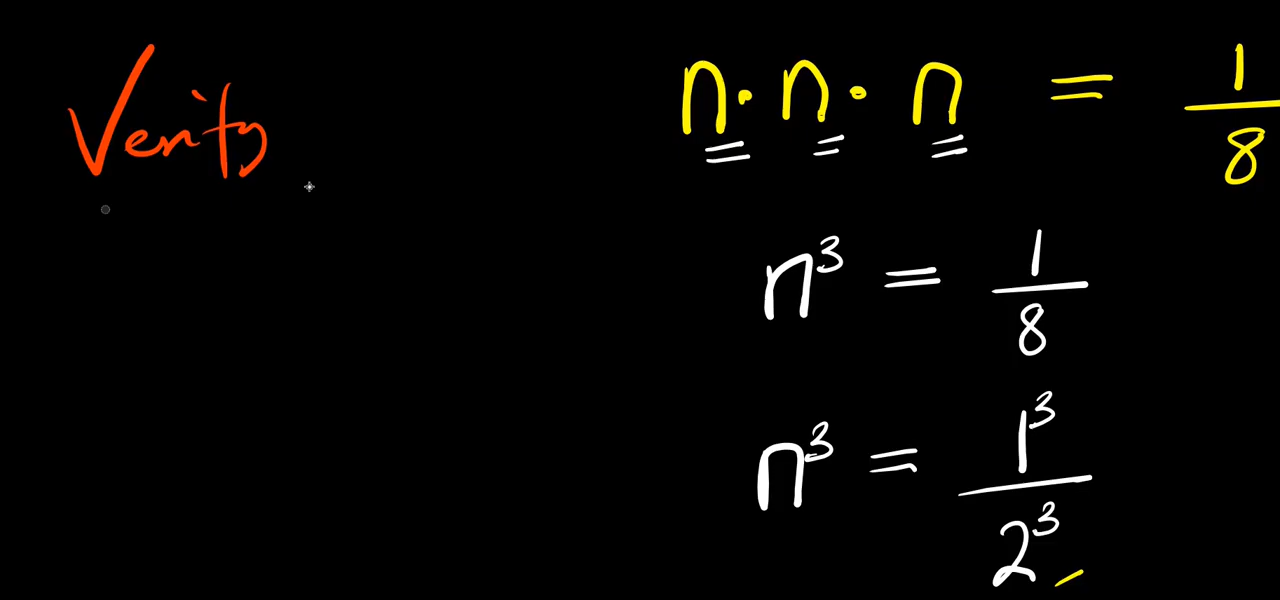 Verify
n · n · n = 1/8
n³ = 1/8
n³ = 1³/2³